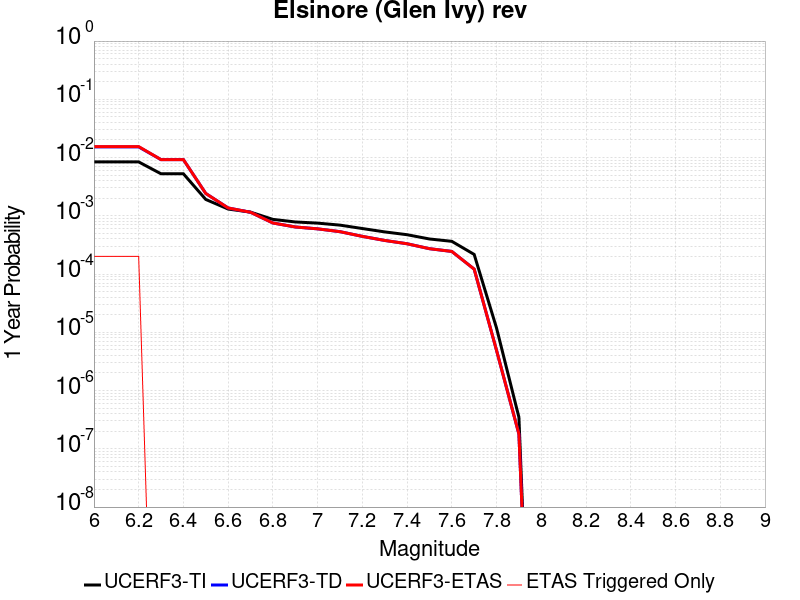 Elsinore (Glen Ivy) rev
10^0
10^-1
10^-2
10^-3
10^-4
10^-5
10^-6
10^-7
10^-8
1 Year Probability
6 6.2 6.4 6.6 6.8 7 7.2 7.4 7.6 7.8 8 8.2 8.4 8.6 8.8 9
Magnitude
UCERF3-TI UCERF3-TD UCERF3-ETAS ETAS Triggered Only